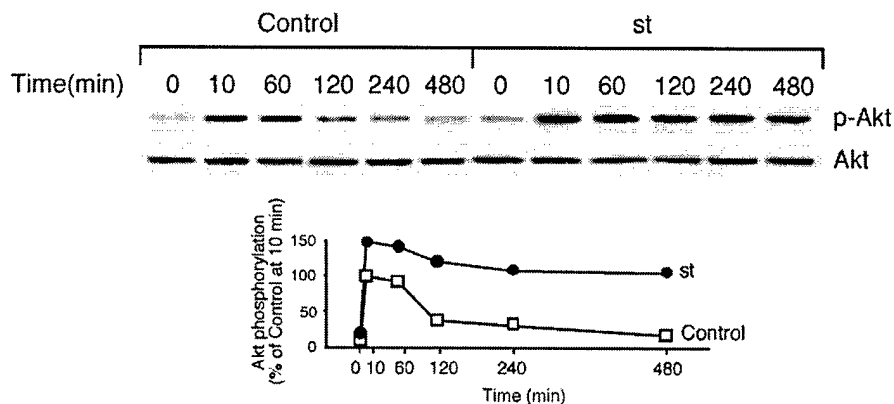 Control st
Time(min) 0 10 60 120 240 480 0 10 60 120 240 480
p-Akt
Akt
Akt phosphorylation
(% of Control at 10 min)
150
100
50
0
st
Control
0 10 60 120 240 480
Time (min)